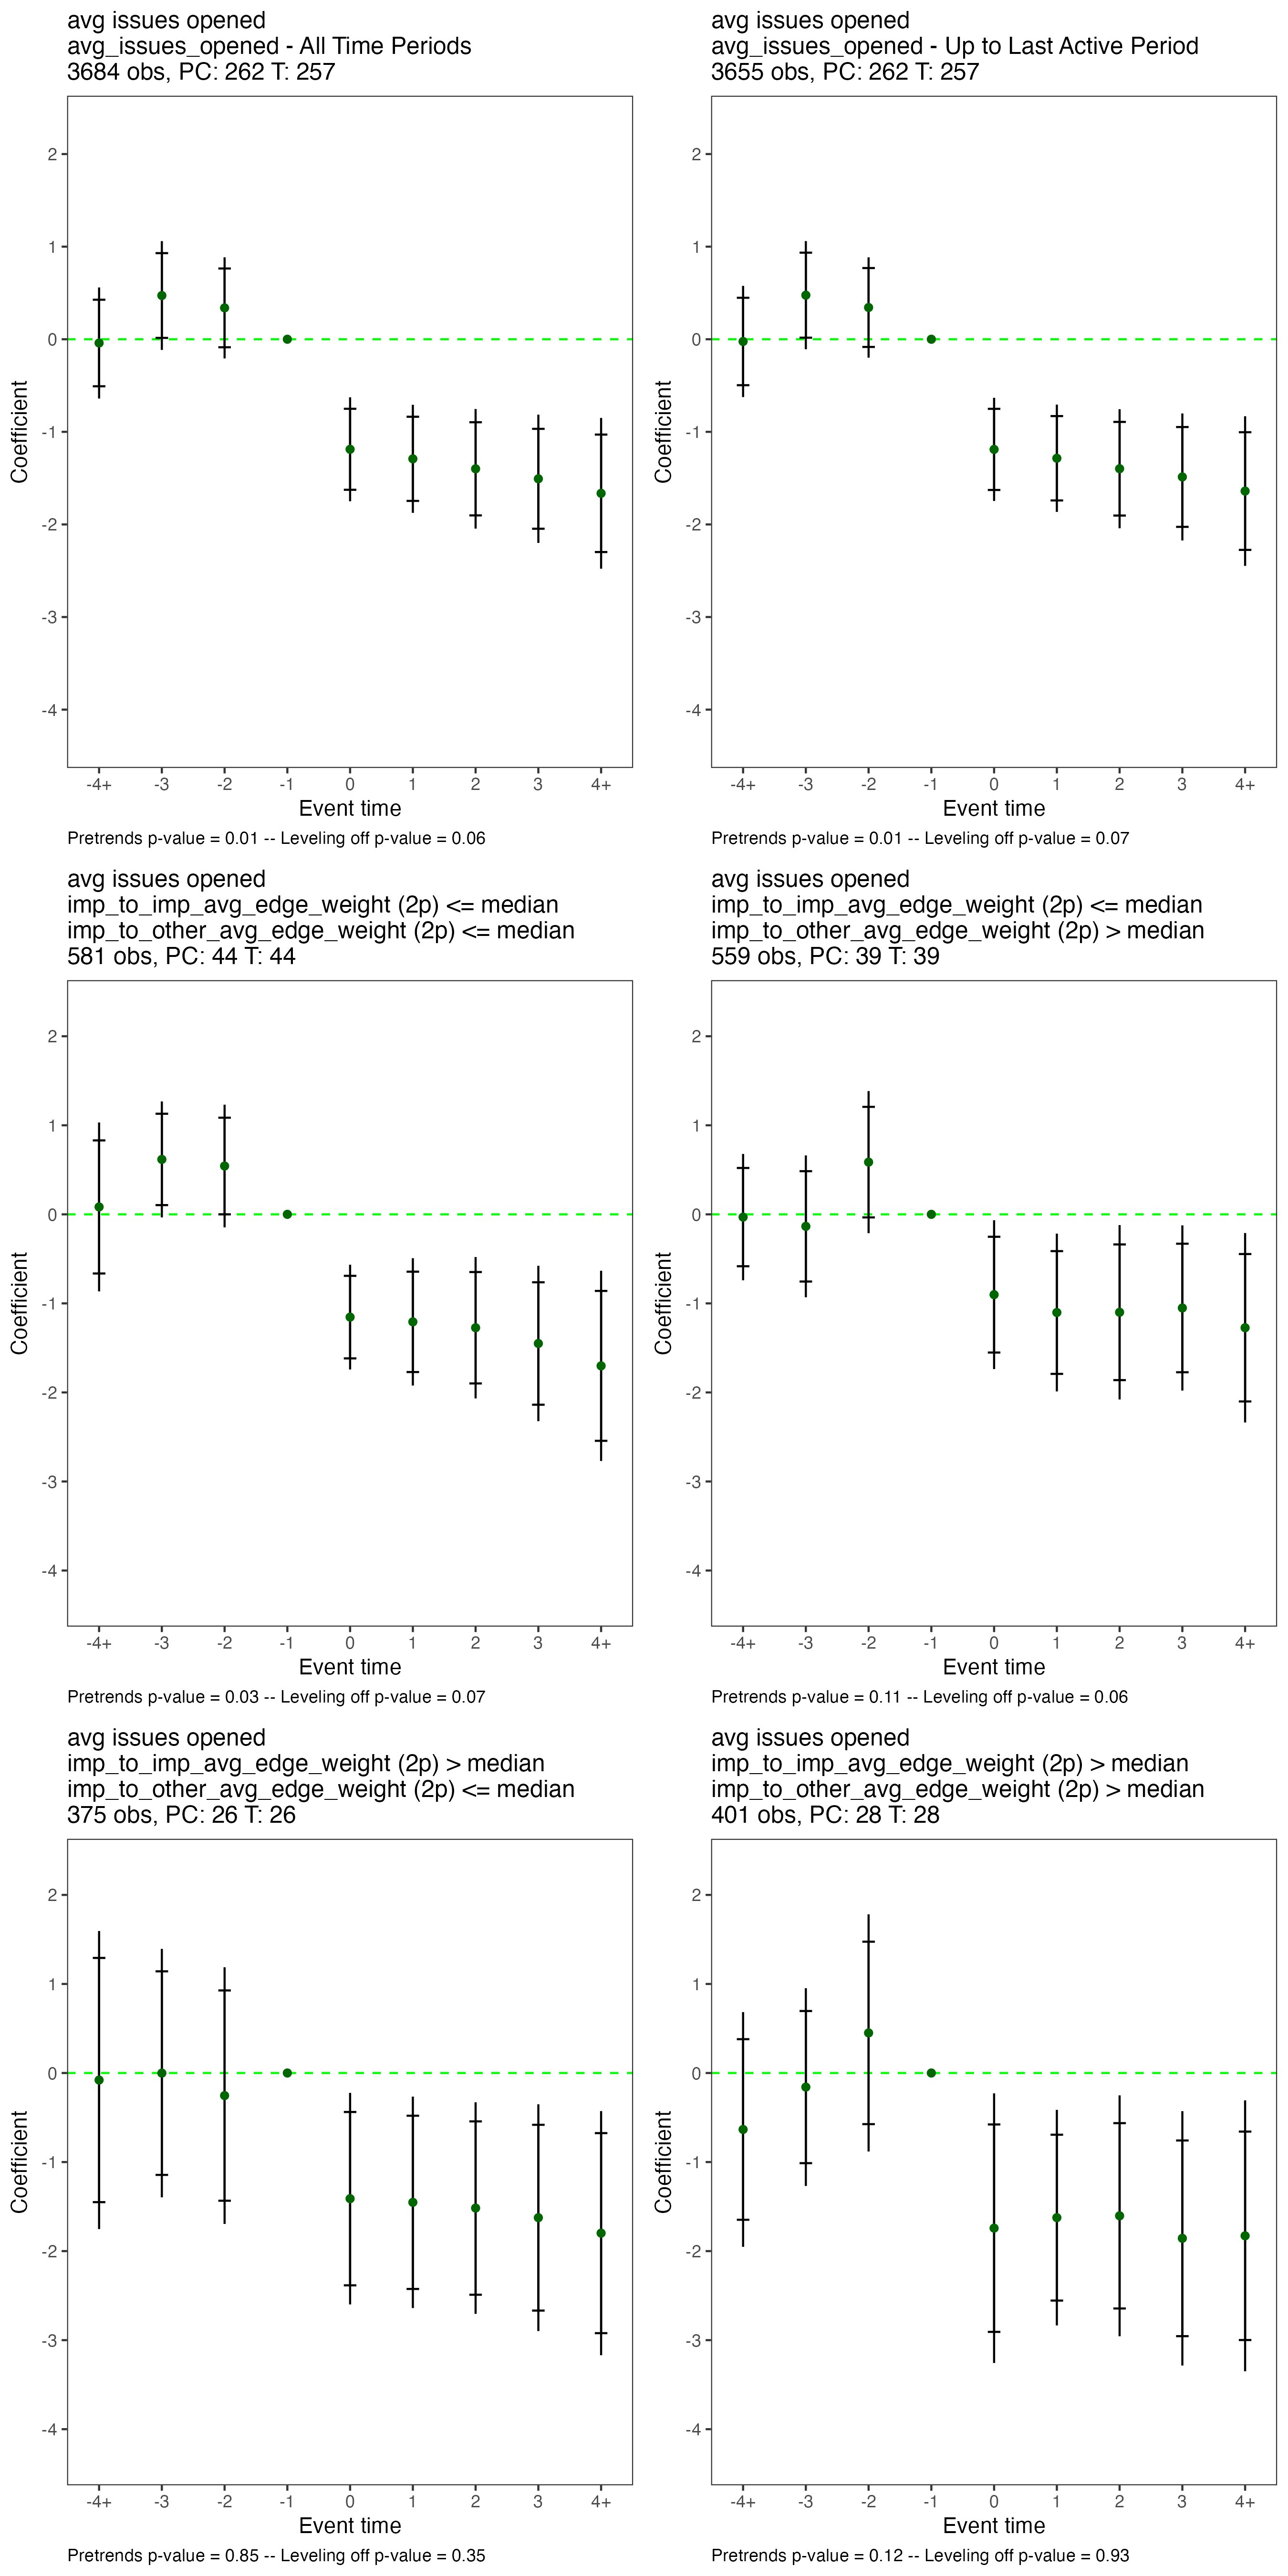 avg issues opened
avg_issues_opened - All Time Periods
3684 obs, PC: 262 T: 257
2
1
0
-1
-2
-3
-4
Coefficient
-4+ -3 -2 -1 0 1 2 3 4+
Event time
Pretrends p-value = 0.01 -- Leveling off p-value = 0.06
avg issues opened
avg_issues_opened - Up to Last Active Period
3655 obs, PC: 262 T: 257
2
1
0
-1
-2
-3
-4
Coefficient
-4+ -3 -2 -1 0 1 2 3 4+
Event time
Pretrends p-value = 0.01 -- Leveling off p-value = 0.07
avg issues opened
imp_to_imp_avg_edge_weight (2p) <= median
imp_to_other_avg_edge_weight (2p) <= median
581 obs, PC: 44 T: 44
2
1
0
-1
-2
-3
-4
Coefficient
-4+ -3 -2 -1 0 1 2 3 4+
Event time
Pretrends p-value = 0.03 -- Leveling off p-value = 0.07
avg issues opened
imp_to_imp_avg_edge_weight (2p) <= median
imp_to_other_avg_edge_weight (2p) > median
559 obs, PC: 39 T: 39
2
1
0
-1
-2
-3
-4
Coefficient
-4+ -3 -2 -1 0 1 2 3 4+
Event time
Pretrends p-value = 0.11 -- Leveling off p-value = 0.06
avg issues opened
imp_to_imp_avg_edge_weight (2p) > median
imp_to_other_avg_edge_weight (2p) <= median
375 obs, PC: 26 T: 26
2
1
0
-1
-2
-3
-4
Coefficient
-4+ -3 -2 -1 0 1 2 3 4+
Event time
Pretrends p-value = 0.85 -- Leveling off p-value = 0.35
avg issues opened
imp_to_imp_avg_edge_weight (2p) > median
imp_to_other_avg_edge_weight (2p) > median
401 obs, PC: 28 T: 28
2
1
0
-1
-2
-3
-4
Coefficient
-4+ -3 -2 -1 0 1 2 3 4+
Event time
Pretrends p-value = 0.12 -- Leveling off p-value = 0.93